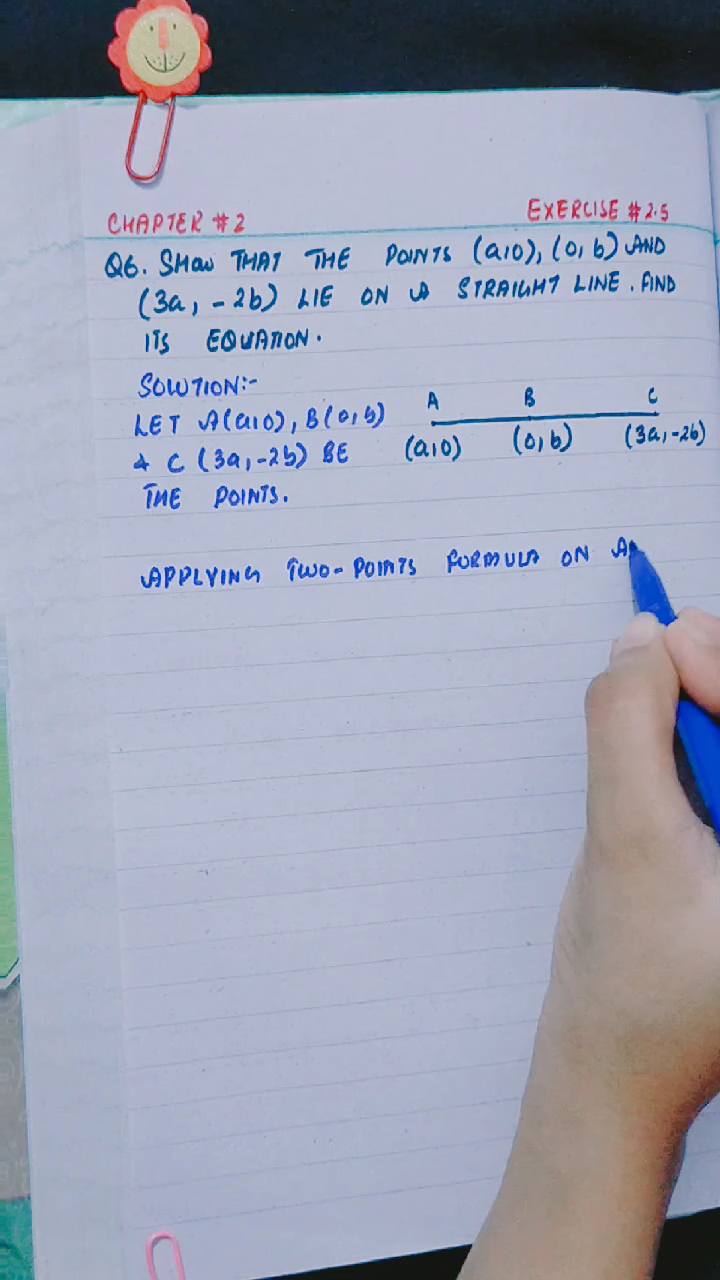 CHAPTER #2 EXERCISE #2.5
Q6. SHOW THAT THE POINTS (a,0), (0,b) AND
(3a, -2b) LIE ON A STRAIGHT LINE. FIND
ITS EQUATION.
SOLUTION:-
LET A(a,0), B(0,b)
& C (3a,-2b) BE
THE POINTS.
A B C
(a,0) (0,b) (3a,-2b)
APPLYING TWO-POINTS FORMULA ON A